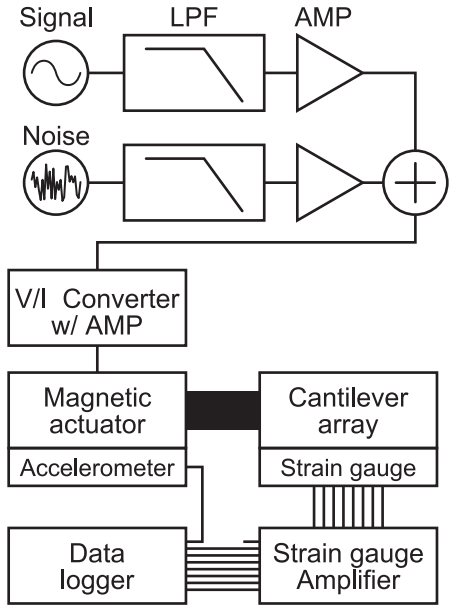 Signal LPF AMP
Noise
V/I Converter
w/ AMP
Magnetic
actuator
Cantilever
array
Accelerometer
Strain gauge
Data
logger
Strain gauge
Amplifier